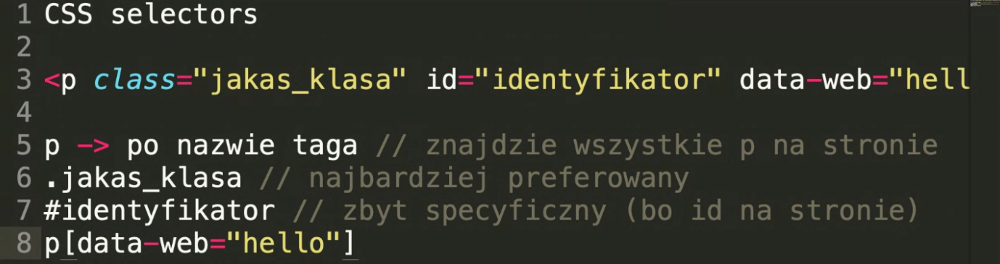 1 CSS selectors
2
3 <p class="jakas_klasa" id="identyfikator" data-web="hell
4
5 p -> po nazwie taga // znajdzie wszystkie p na stronie
6 .jakas_klasa // najbardziej preferowany
7 #identyfikator // zbyt specyficzny (bo id na stronie)
8 p[data-web="hello"]